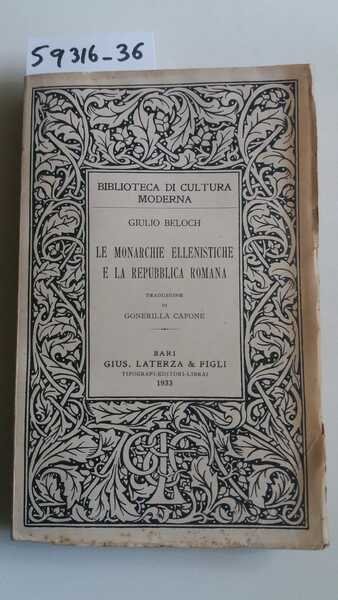 59316-36
BIBLIOTECA DI CULTURA
MODERNA
GIULIO BELOCH
LE MONARCHIE ELLENISTICHE
E LA REPUBBLICA ROMANA
TRADUZIONE
DI
GONERILLA CAPONE
BARI
GIUS. LATERZA & FIGLI
TIPOGRAFI-EDITORI-LIBRAI
1933